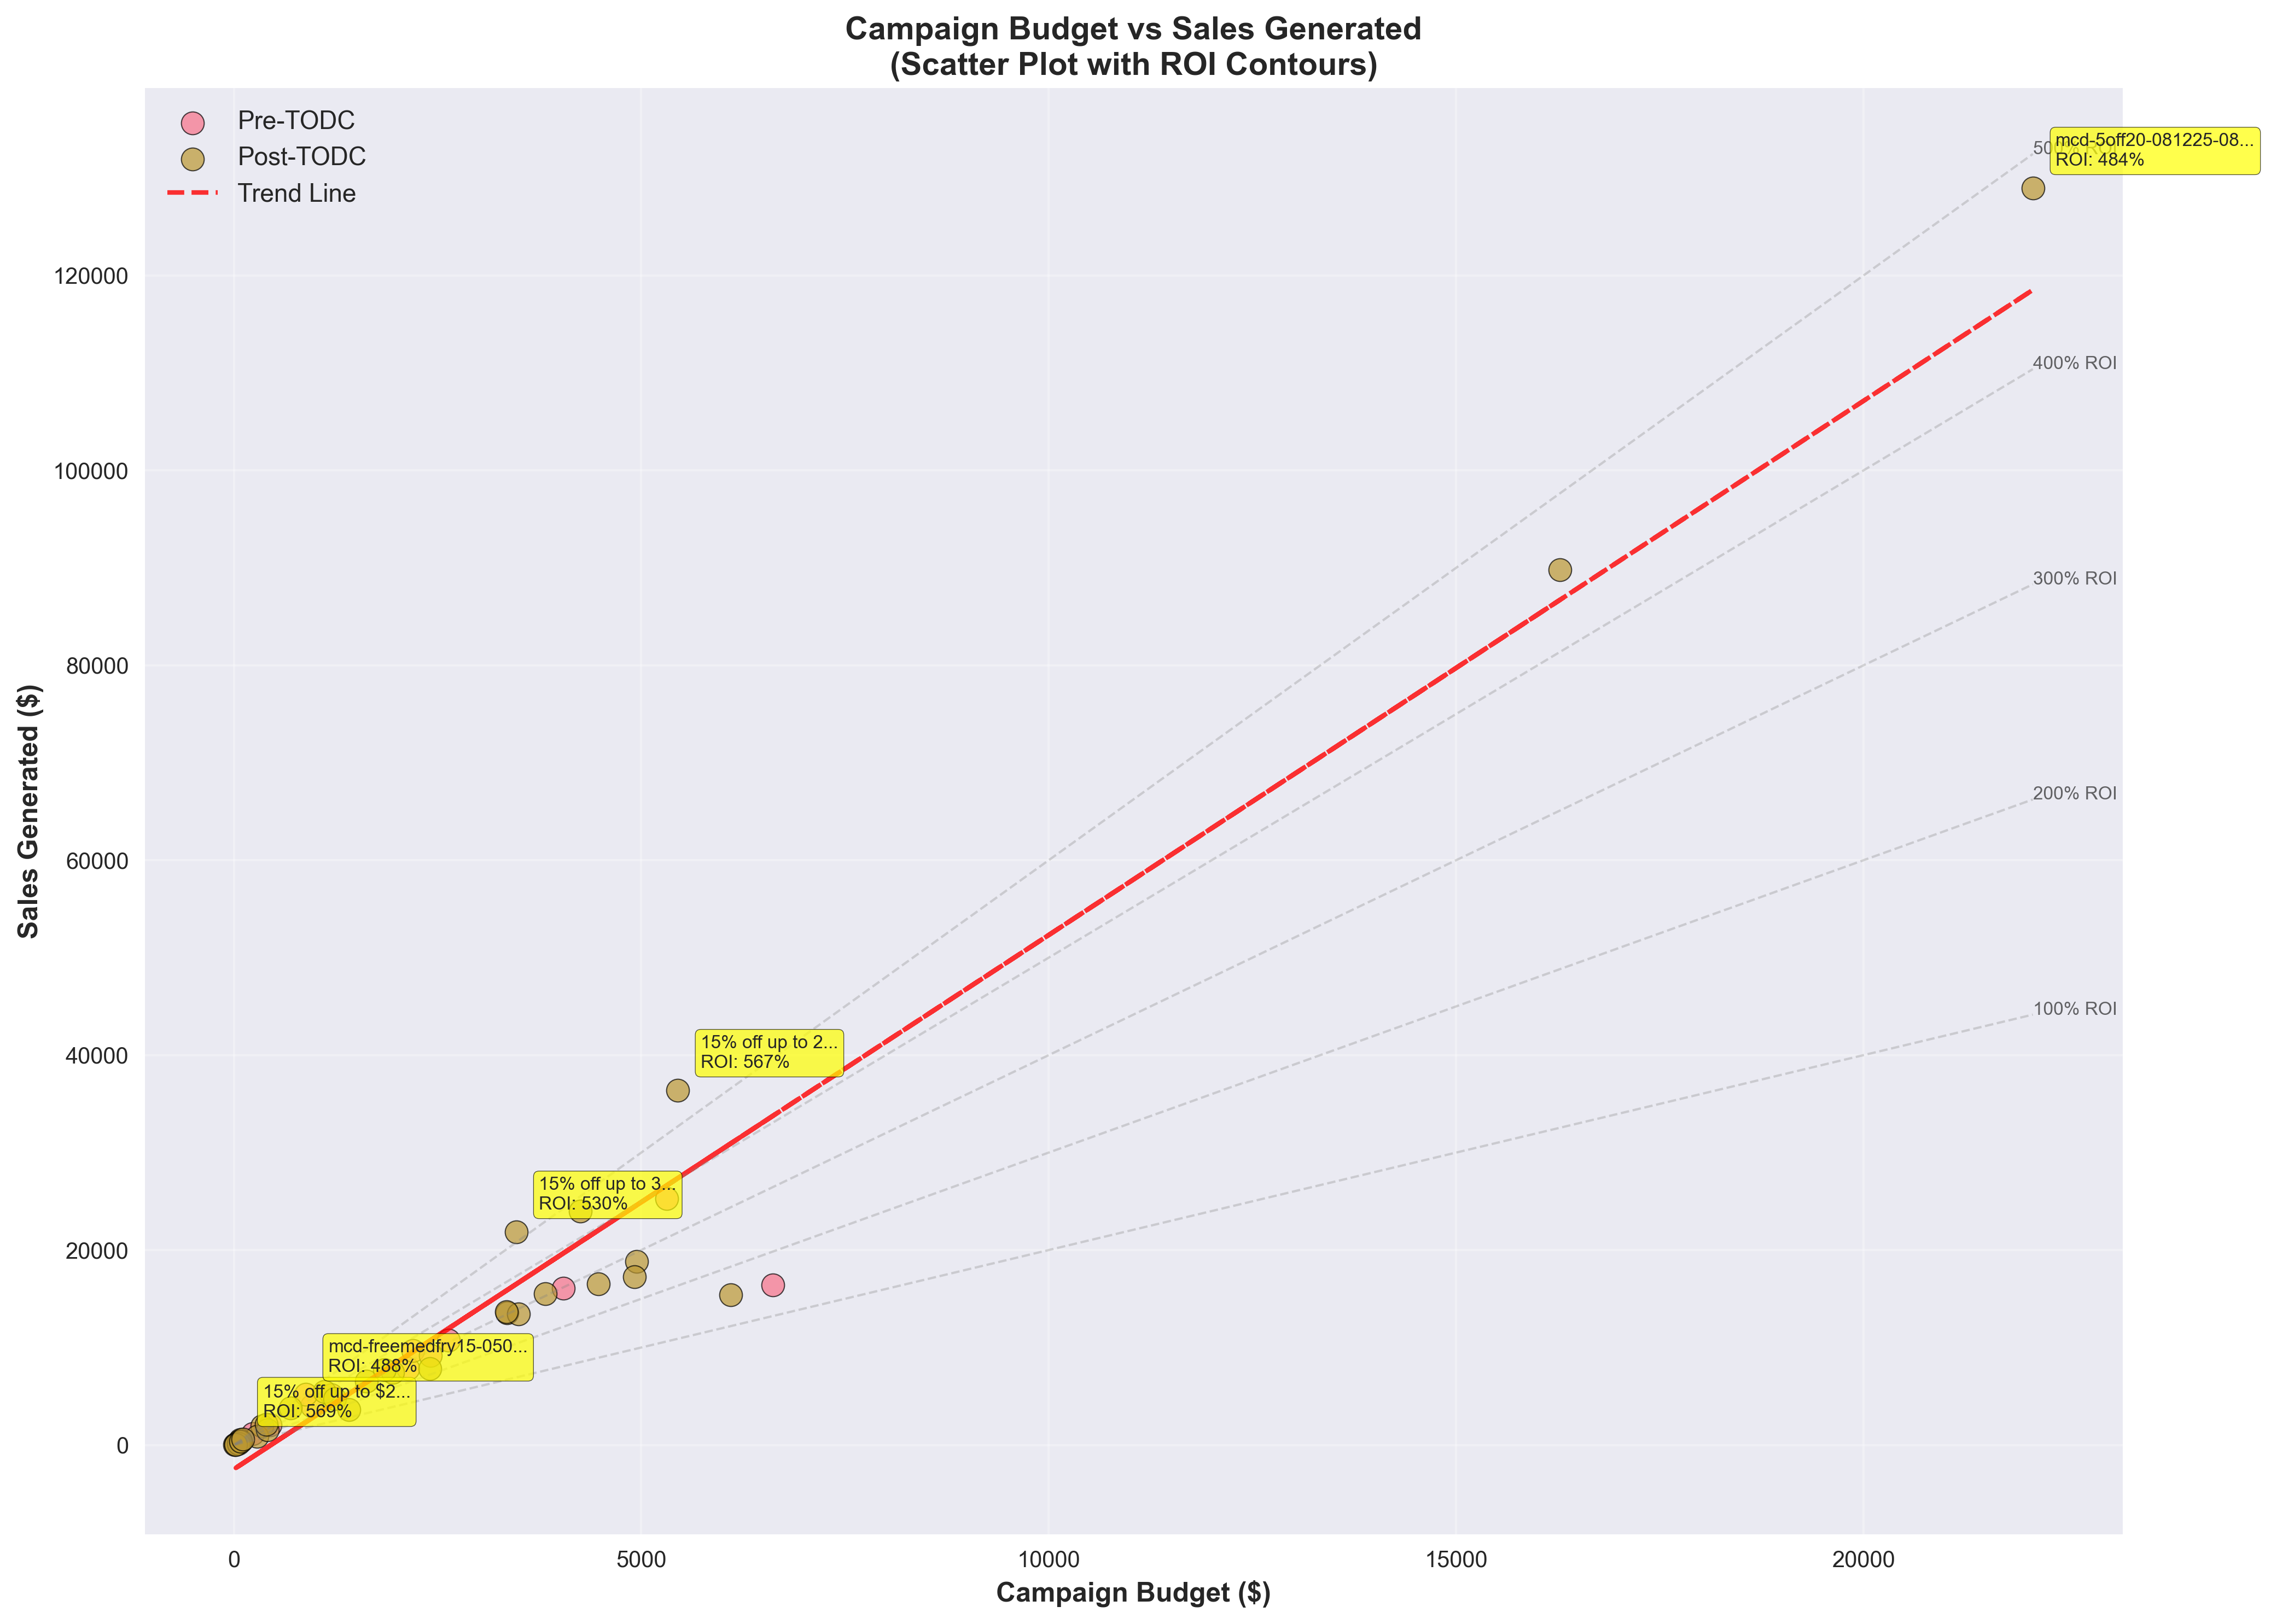 Campaign Budget vs Sales Generated
(Scatter Plot with ROI Contours)
Pre-TODC
Post-TODC
Trend Line
mcd-5off20-081225-08...
ROI: 484%
500% ROI
400% ROI
300% ROI
200% ROI
100% ROI
15% off up to 2...
ROI: 567%
15% off up to 3...
ROI: 530%
mcd-freemedfry15-050...
ROI: 488%
15% off up to $2...
ROI: 569%
Sales Generated ($)
120000
100000
80000
60000
40000
20000
0
0
5000
10000
15000
20000
Campaign Budget ($)